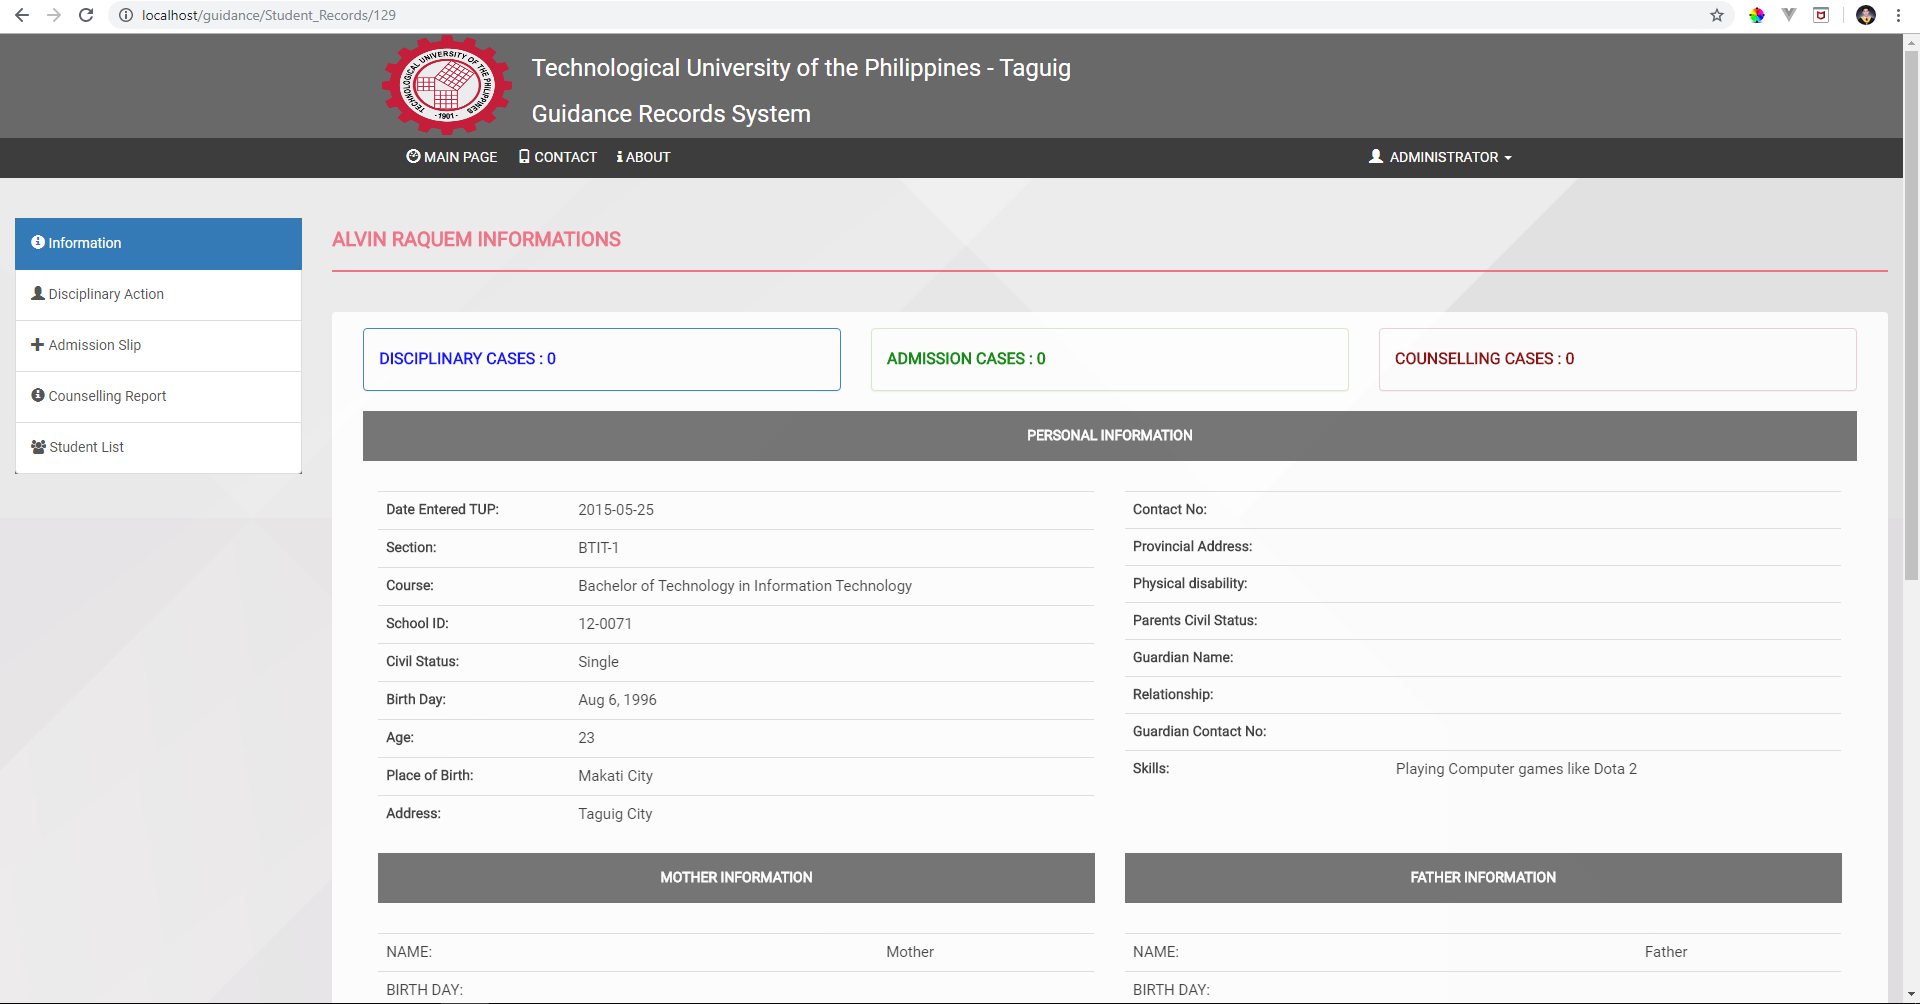 localhost/guidance/Student_Records/129
TECHNOLOGICAL UNIVERSITY OF THE PHILIPPINES
- 1901 -
Technological University of the Philippines - Taguig
Guidance Records System
MAIN PAGE CONTACT ABOUT ADMINISTRATOR
Information
Disciplinary Action
Admission Slip
Counselling Report
Student List
ALVIN RAQUEM INFORMATIONS
DISCIPLINARY CASES : 0
ADMISSION CASES : 0
COUNSELLING CASES : 0
PERSONAL INFORMATION
Date Entered TUP: 2015-05-25
Section: BTIT-1
Course: Bachelor of Technology in Information Technology
School ID: 12-0071
Civil Status: Single
Birth Day: Aug 6, 1996
Age: 23
Place of Birth: Makati City
Address: Taguig City
Contact No:
Provincial Address:
Physical disability:
Parents Civil Status:
Guardian Name:
Relationship:
Guardian Contact No:
Skills: Playing Computer games like Dota 2
MOTHER INFORMATION
NAME: Mother
BIRTH DAY:
FATHER INFORMATION
NAME: Father
BIRTH DAY: